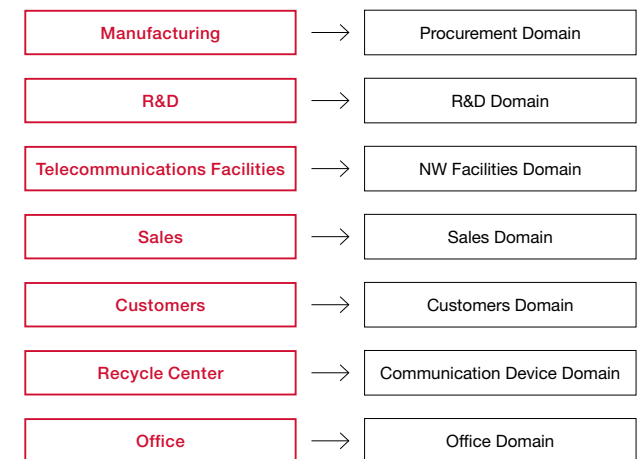 Manufacturing
Procurement Domain
R&D
R&D Domain
Telecommunications Facilities
NW Facilities Domain
Sales
Sales Domain
Customers
Customers Domain
Recycle Center
Communication Device Domain
Office
Office Domain